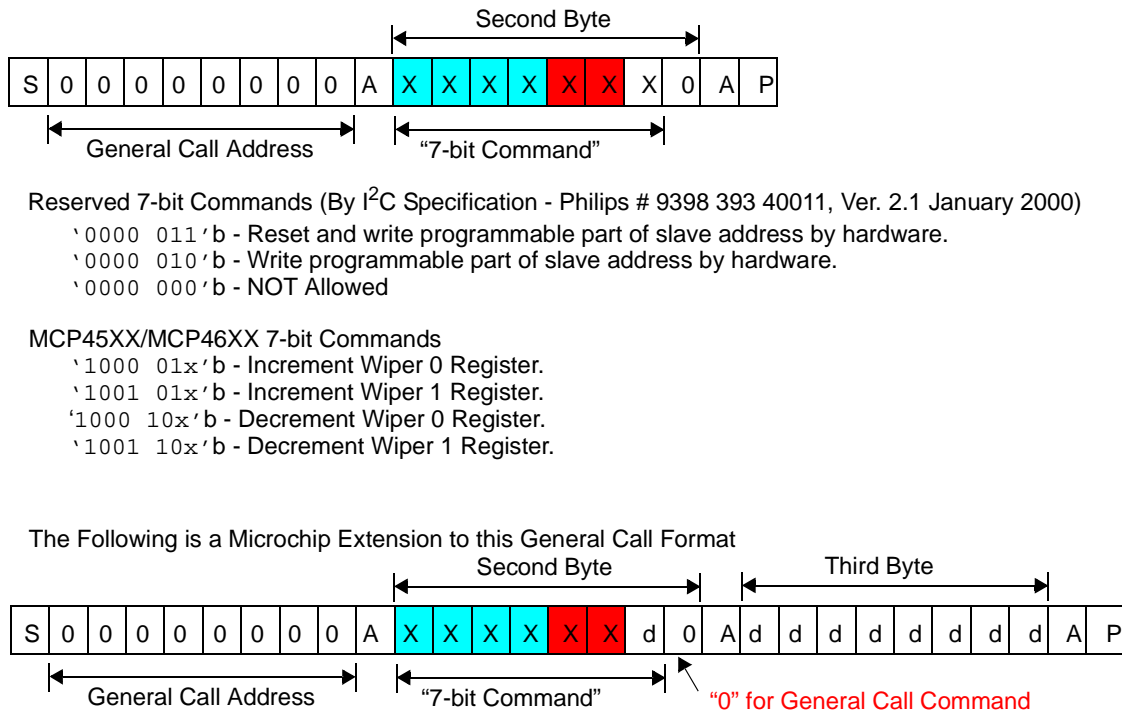 Second Byte
S 0 0 0 0 0 0 0 0 A X X X X X X X 0 A P
General Call Address “7-bit Command”
Reserved 7-bit Commands (By I2C Specification - Philips # 9398 393 40011, Ver. 2.1 January 2000)
‘0000 011’b - Reset and write programmable part of slave address by hardware.
‘0000 010’b - Write programmable part of slave address by hardware.
‘0000 000’b - NOT Allowed
MCP45XX/MCP46XX 7-bit Commands
‘1000 01x’b - Increment Wiper 0 Register.
‘1001 01x’b - Increment Wiper 1 Register.
‘1000 10x’b - Decrement Wiper 0 Register.
‘1001 10x’b - Decrement Wiper 1 Register.
The Following is a Microchip Extension to this General Call Format
Second Byte Third Byte
S 0 0 0 0 0 0 0 0 A X X X X X X d 0 A d d d d d d d d A P
General Call Address “7-bit Command” “0” for General Call Command